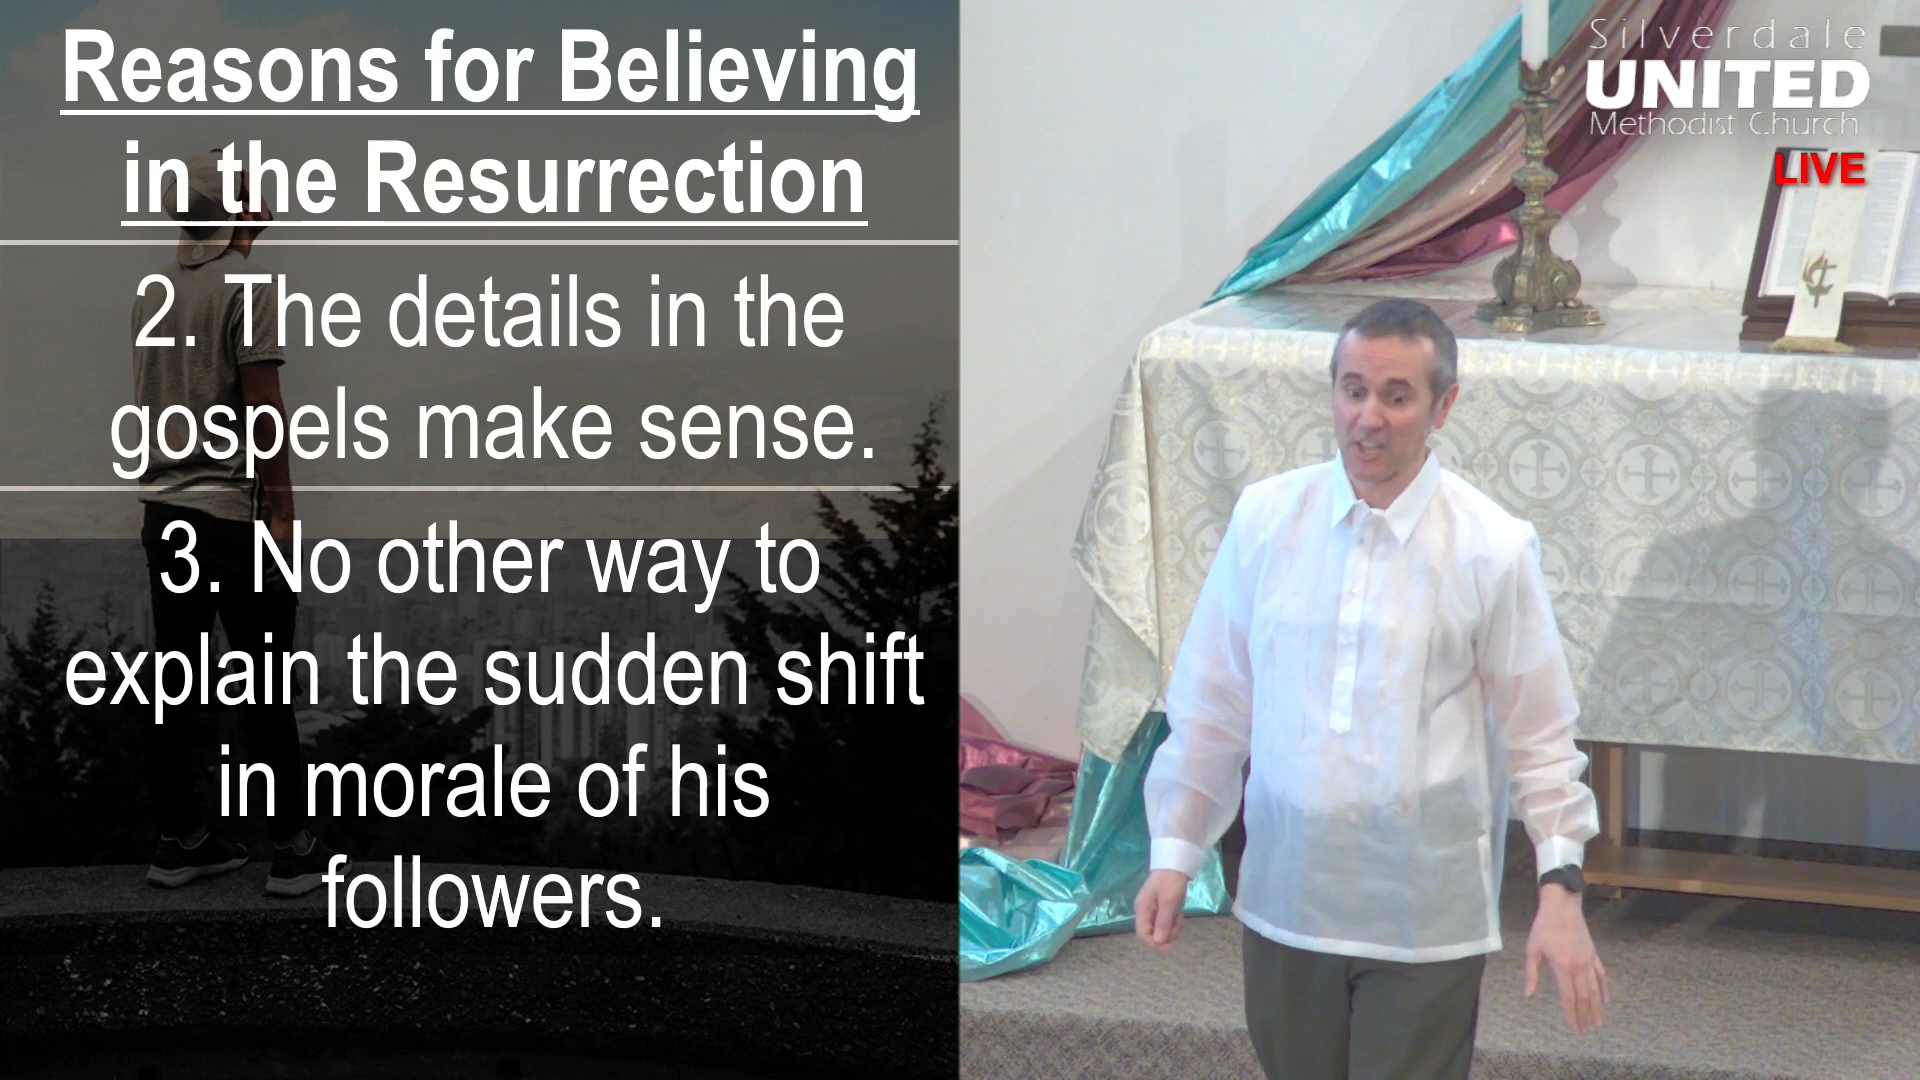 Reasons for Believing
in the Resurrection
2. The details in the
gospels make sense.
3. No other way to
explain the sudden shift
in morale of his
followers.
Silverdale
UNITED
Methodist Church
LIVE